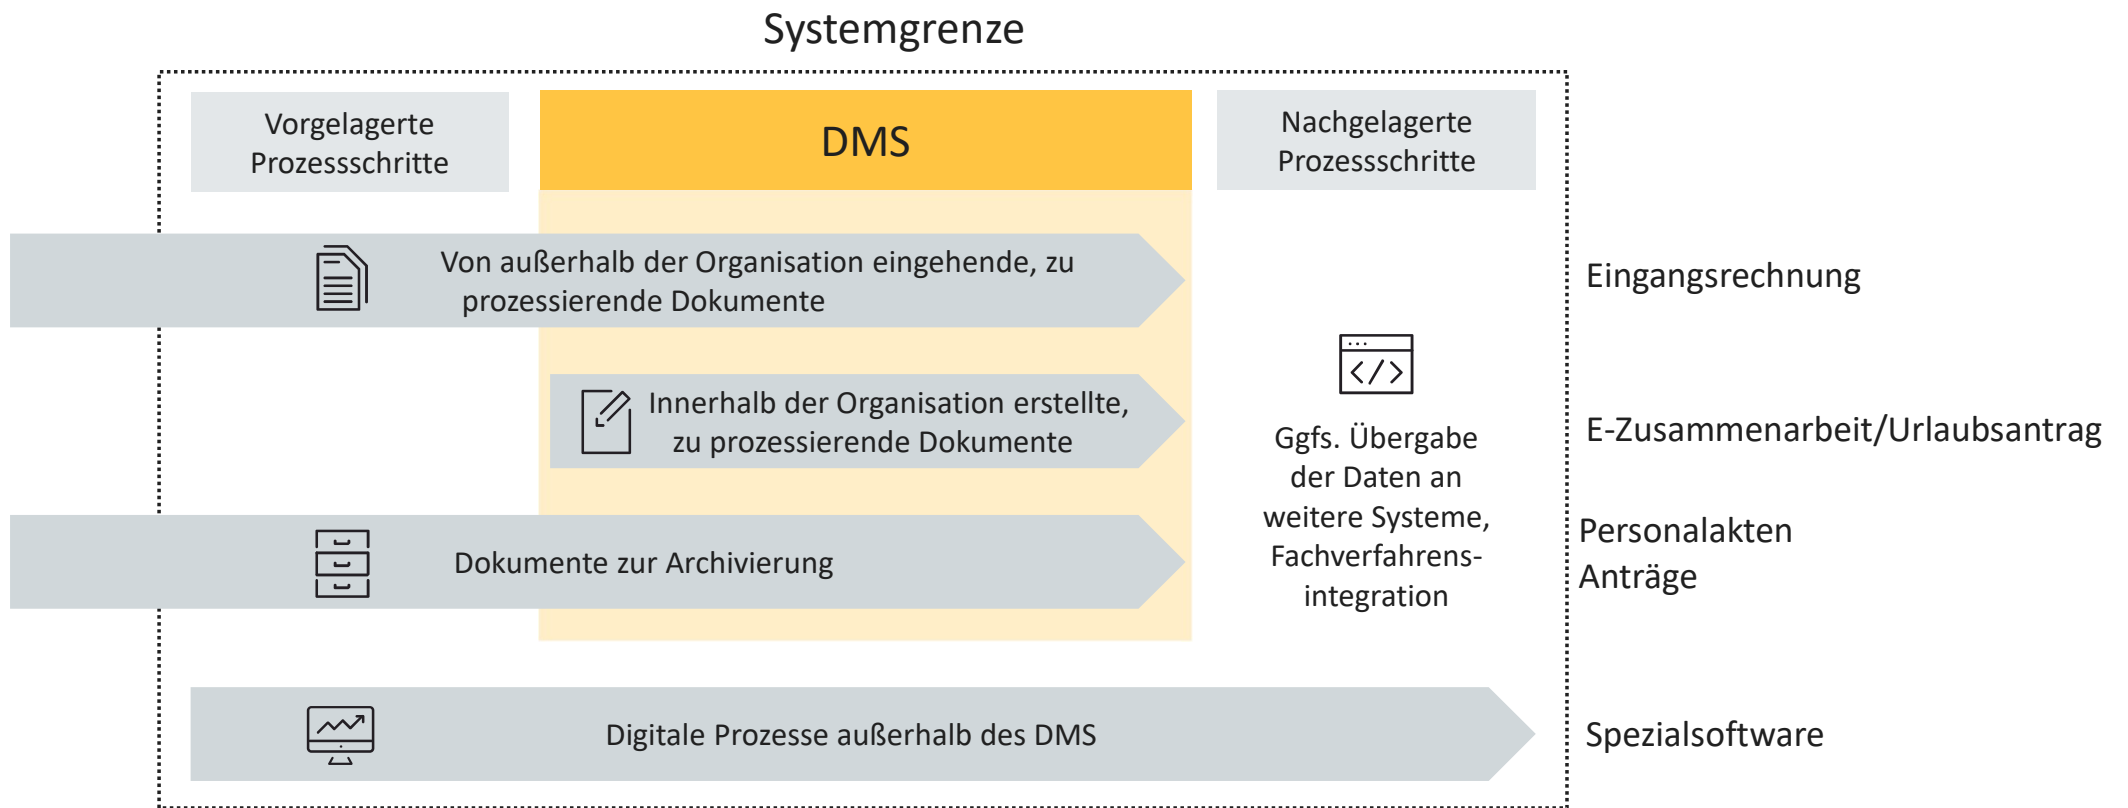 Systemgrenze
Vorgelagerte
Prozessschritte
DMS
Nachgelagerte
Prozessschritte
Von außerhalb der Organisation eingehende, zu
prozessierende Dokumente
Eingangsrechnung
Innerhalb der Organisation erstellte,
zu prozessierende Dokumente
</>
Ggfs. Übergabe
der Daten an
weitere Systeme,
Fachverfahrens-
integration
E-Zusammenarbeit/Urlaubsantrag
Dokumente zur Archivierung
Personalakten
Anträge
Digitale Prozesse außerhalb des DMS
Spezialsoftware